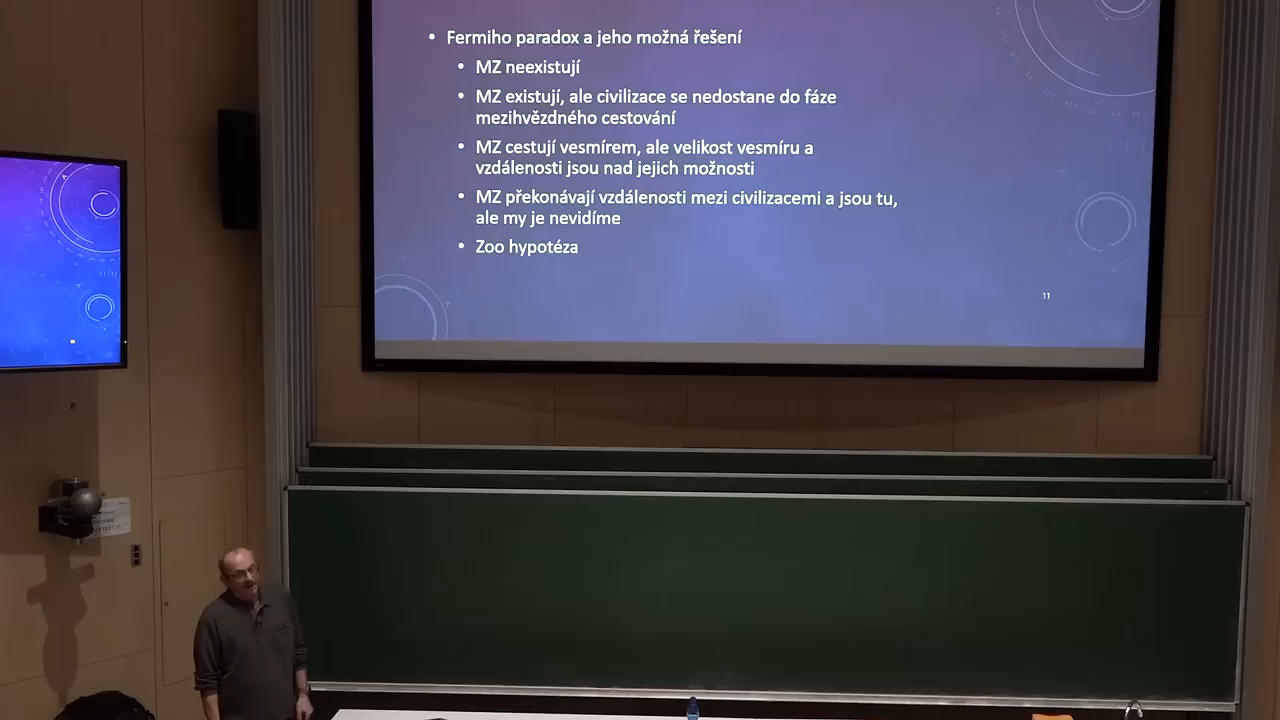 • Fermiho paradox a jeho možná řešení
• MZ neexistují
• MZ existují, ale civilizace se nedostane do fáze
mezihvězdného cestování
• MZ cestují vesmírem, ale velikost vesmíru a
vzdálenosti jsou nad jejich možnosti
• MZ překonávají vzdálenosti mezi civilizacemi a jsou tu,
ale my je nevidíme
• Zoo hypotéza
11